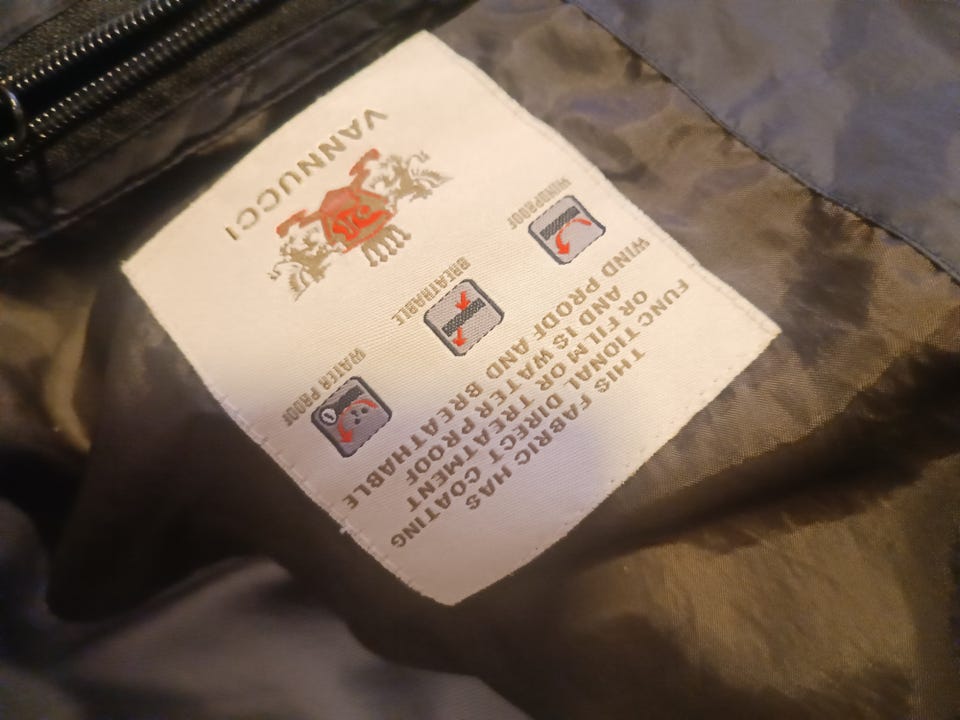 THIS FABRIC HAS
FUNCTIONAL DIRECT COATING
OR FILM OR TREATMENT
AND IS WATER PROOF
WIND PROOF AND BREATHABLE
WINDPROOF
BREATHABLE
WATER PROOF
VANNUCCI